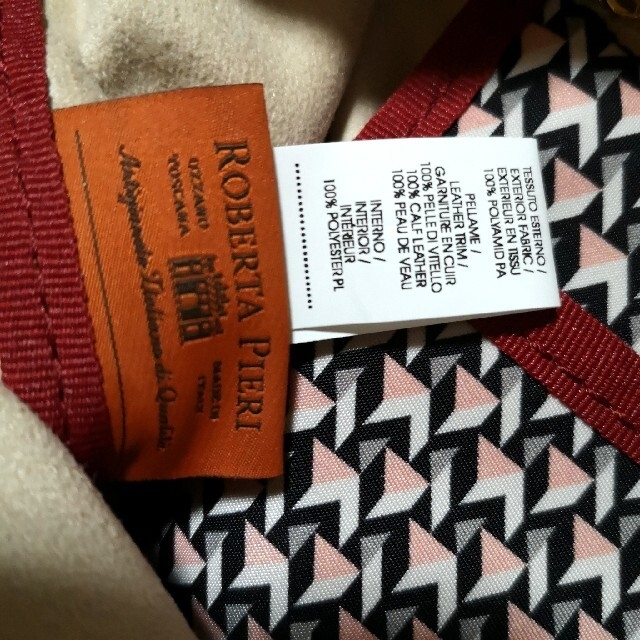 ROBERTA PIERI
UZZANO
TOSCANA
MADE IN
ITALY
Artigianato Italiano di Qualità
TESSUTO ESTERNO/
EXTERIOR FABRIC/
EXTERIEUR EN TISSU
100% POLYAMID PA
PELLAME/
LEATHER TRIM/
GARNITURE EN CUIR
100% PELLE DI VITELLO
100% CALF LEATHER
100% PEAU DE VEAU
INTERNO/
INTERIOR/
INTÉRIEUR
100% POLYESTER PL